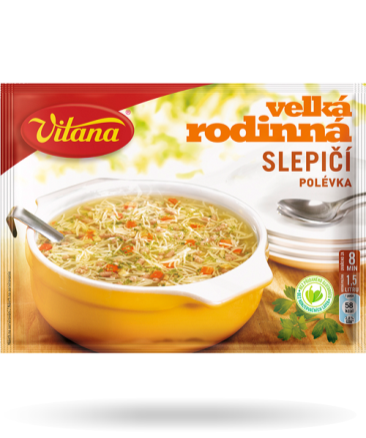 Vitana
velká
rodinná
SLEPIČÍ
POLÉVKA
8
MIN
1,5